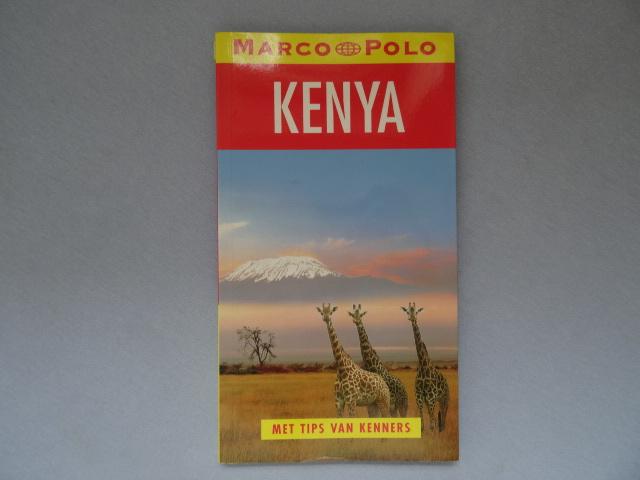 MARCO POLO
KENYA
MET TIPS VAN KENNERS